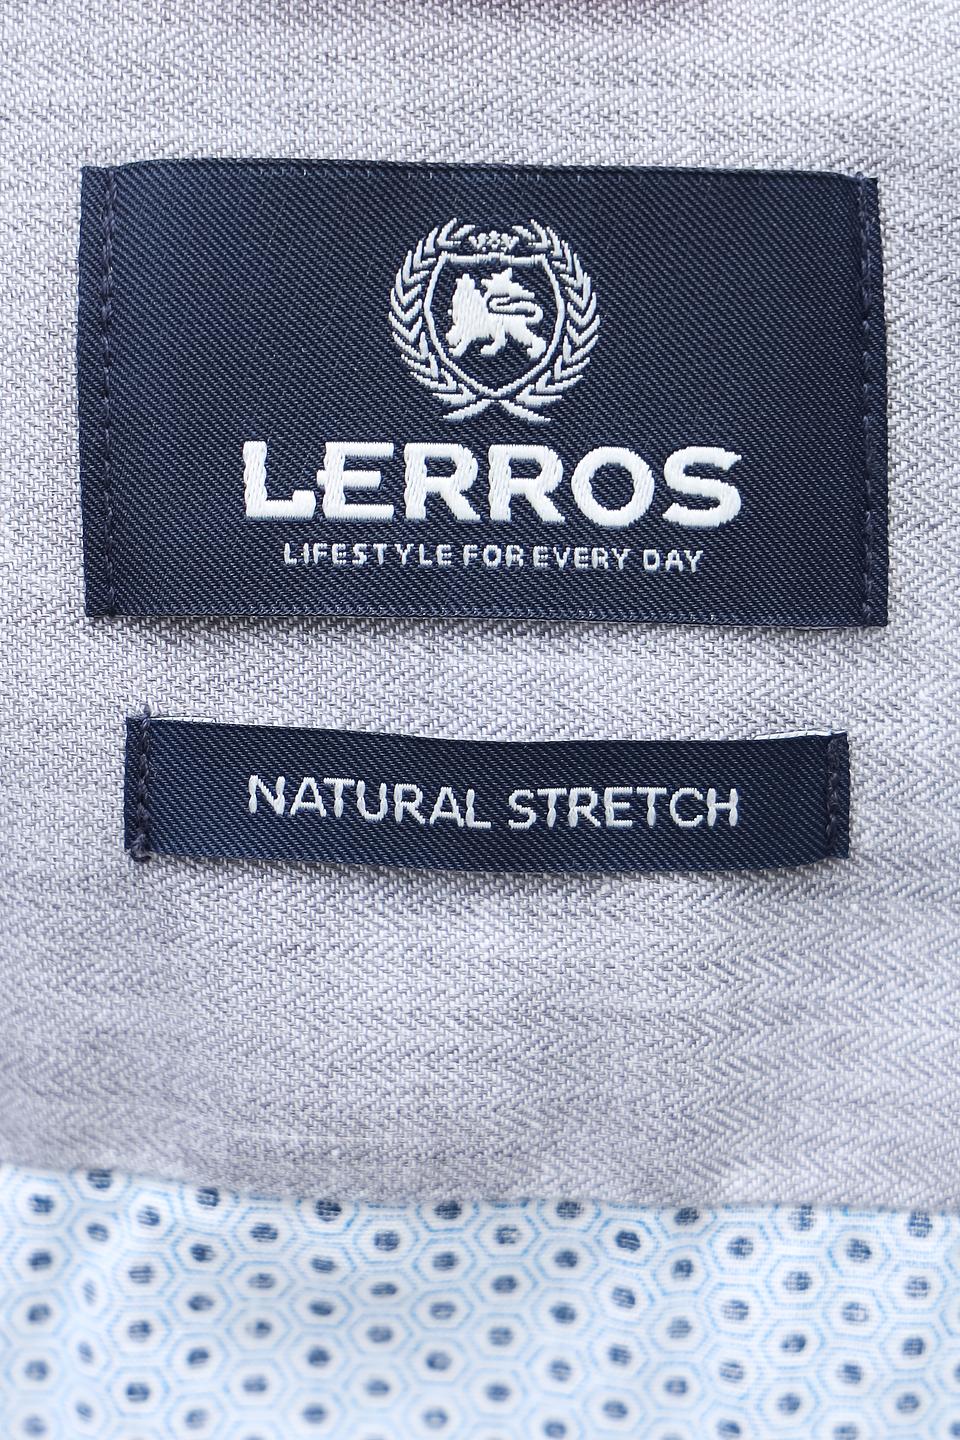 LERROS
LIFESTYLE FOR EVERY DAY
NATURAL STRETCH